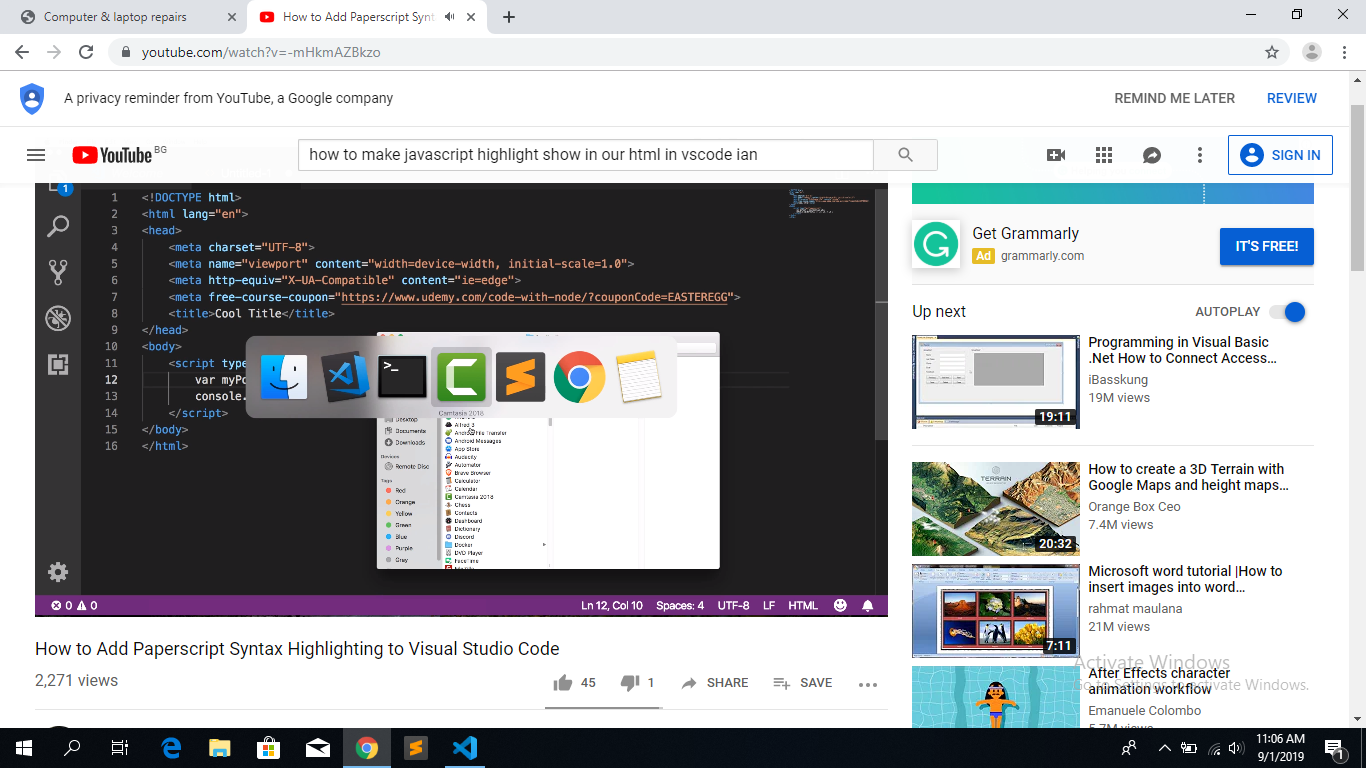 Computer & laptop repairs
How to Add Paperscript Synt
youtube.com/watch?v=-mHkmAZBkzo
A privacy reminder from YouTube, a Google company
REMIND ME LATER
REVIEW
YouTube BG
how to make javascript highlight show in our html in vscode ian
SIGN IN
1
1 <!DOCTYPE html>
2 <html lang="en">
3 <head>
4 <meta charset="UTF-8">
5 <meta name="viewport" content="width=device-width, initial-scale=1.0">
6 <meta http-equiv="X-UA-Compatible" content="ie=edge">
7 <meta free-course-coupon="https://www.udemy.com/code-with-node/?couponCode=EASTEREGG">
8 <title>Cool Title</title>
9 </head>
10 <body>
11 <script type
12 var myPo
13 console.
14 </script>
15 </body>
16 </html>
Camtasia 2018
Desktop
Documents
Downloads
Devices
Remote Disc
Tags
Red
Orange
Yellow
Green
Blue
Purple
Gray
Alfred 3
Android File Transfer
Android Messages
App Store
Audacity
Automator
Brave Browser
Calculator
Calendar
Camtasia 2018
Chess
Contacts
Dashboard
Dictionary
Discord
Docker
DVD Player
FaceTime
0 0
Ln 12, Col 10 Spaces: 4 UTF-8 LF HTML
How to Add Paperscript Syntax Highlighting to Visual Studio Code
2,271 views
45
1
SHARE
SAVE
Get Grammarly
Ad grammarly.com
IT'S FREE!
Up next
AUTOPLAY
19:11
Programming in Visual Basic
.Net How to Connect Access...
iBasskung
19M views
TERRAIN
20:32
How to create a 3D Terrain with
Google Maps and height maps...
Orange Box Ceo
7.4M views
7:11
Microsoft word tutorial |How to
insert images into word...
rahmat maulana
21M views
After Effects character
animation workflow
Emanuele Colombo
5.7M views
Activate Windows
Go to Settings to activate Windows.
11:06 AM
9/1/2019
1